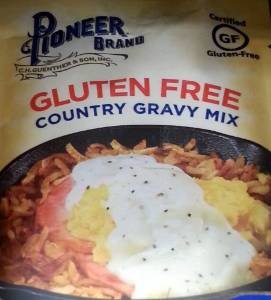 PIONEER
BRAND
C.H. GUENTHER & SON, INC.
Certified
GF
Gluten-Free
GLUTEN FREE
COUNTRY GRAVY MIX